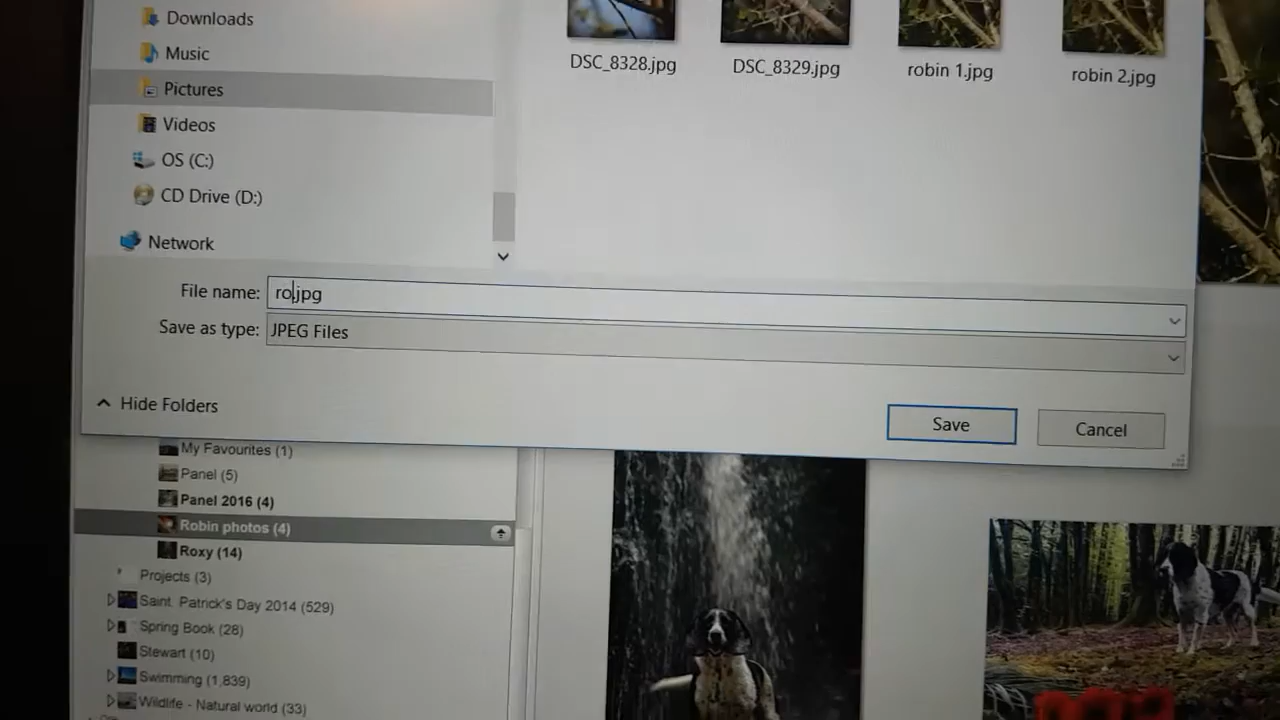 Downloads
Music
Pictures
Videos
OS (C:)
CD Drive (D:)
Network
DSC_8328.jpg
DSC_8329.jpg
robin 1.jpg
robin 2.jpg
File name: ro.jpg
Save as type: JPEG Files
Hide Folders
Save
Cancel
My Favourites (1)
Panel (5)
Panel 2016 (4)
Robin photos (4)
Roxy (14)
Projects (3)
Saint. Patrick's Day 2014 (529)
Spring Book (28)
Stewart (10)
Swimming (1,839)
Wildlife - Natural world (33)